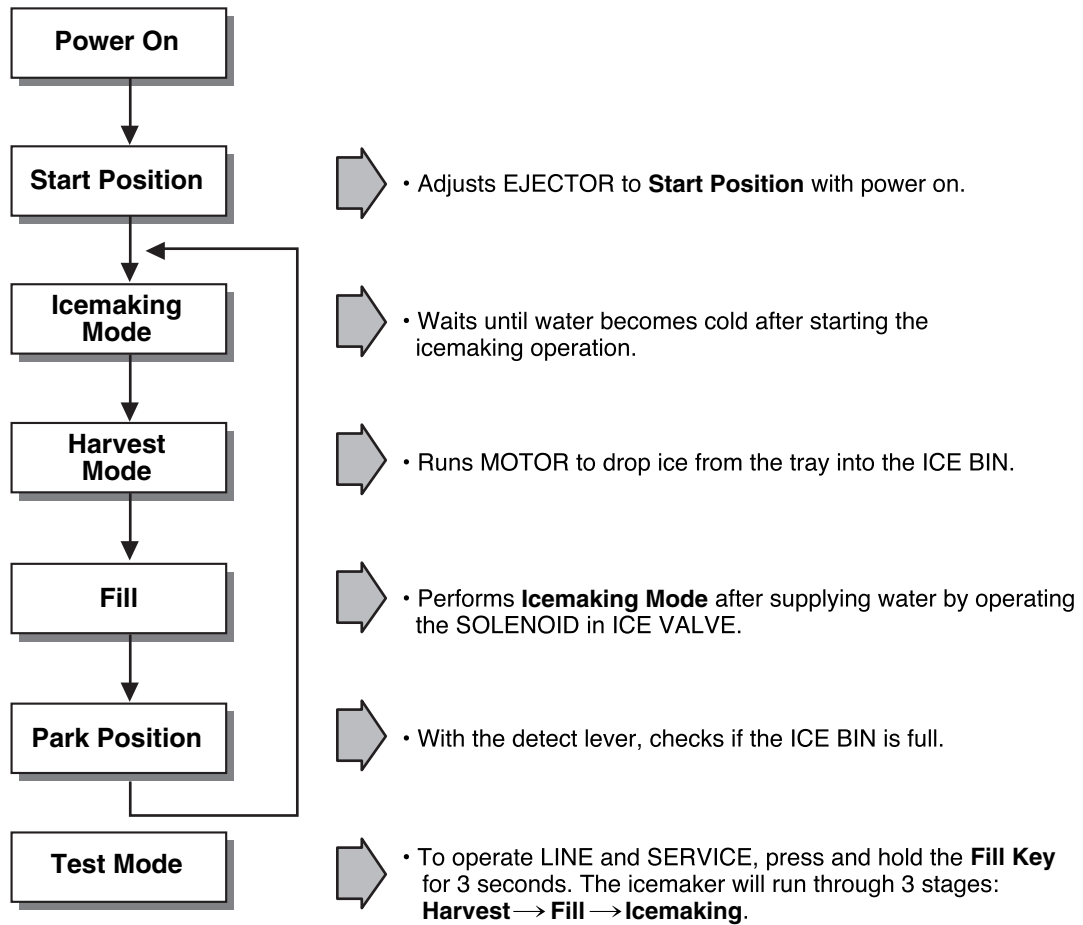 Power On
Start Position
• Adjusts EJECTOR to Start Position with power on.
Icemaking
Mode
• Waits until water becomes cold after starting the
icemaking operation.
Harvest
Mode
• Runs MOTOR to drop ice from the tray into the ICE BIN.
Fill
• Performs Icemaking Mode after supplying water by operating
the SOLENOID in ICE VALVE.
Park Position
• With the detect lever, checks if the ICE BIN is full.
Test Mode
• To operate LINE and SERVICE, press and hold the Fill Key
for 3 seconds. The icemaker will run through 3 stages:
Harvest → Fill → Icemaking.